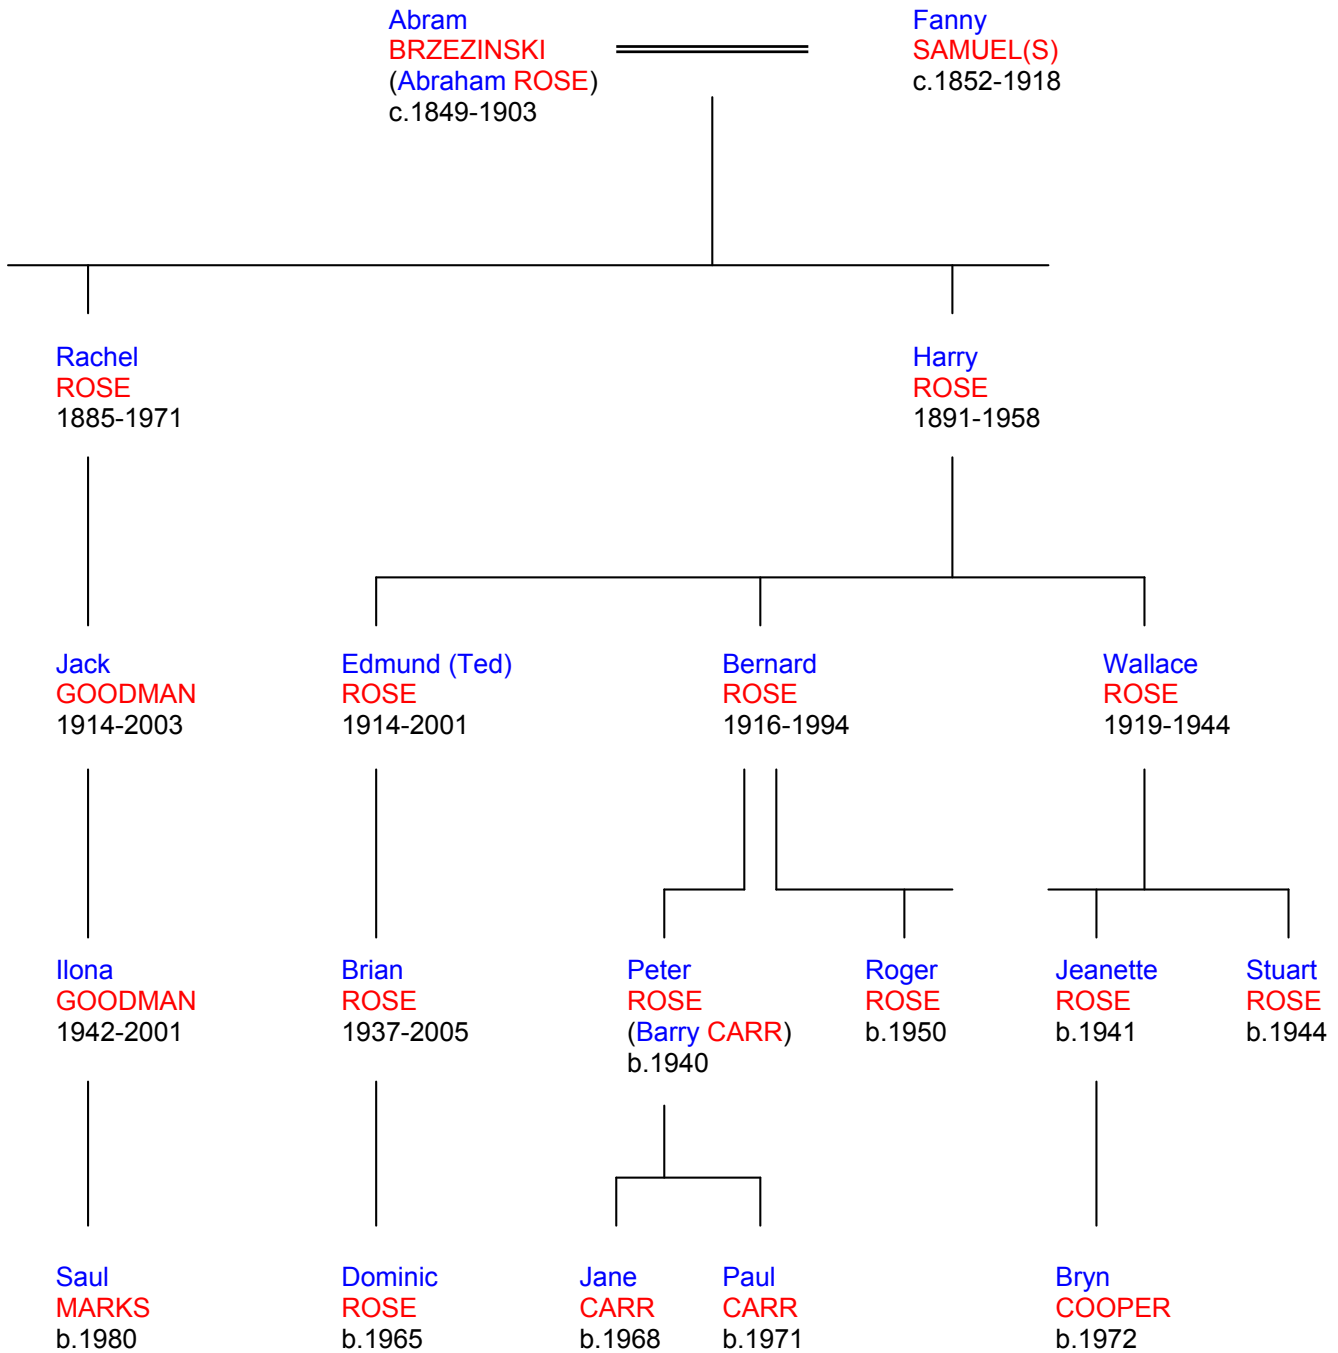 Abram
BRZEZINSKI
(Abraham ROSE)
c.1849-1903
Fanny
SAMUEL(S)
c.1852-1918
Rachel
ROSE
1885-1971
Harry
ROSE
1891-1958
Jack
GOODMAN
1914-2003
Edmund (Ted)
ROSE
1914-2001
Bernard
ROSE
1916-1994
Wallace
ROSE
1919-1944
Ilona
GOODMAN
1942-2001
Brian
ROSE
1937-2005
Peter
ROSE
(Barry CARR)
b.1940
Roger
ROSE
b.1950
Jeanette
ROSE
b.1941
Stuart
ROSE
b.1944
Saul
MARKS
b.1980
Dominic
ROSE
b.1965
Jane
CARR
b.1968
Paul
CARR
b.1971
Bryn
COOPER
b.1972